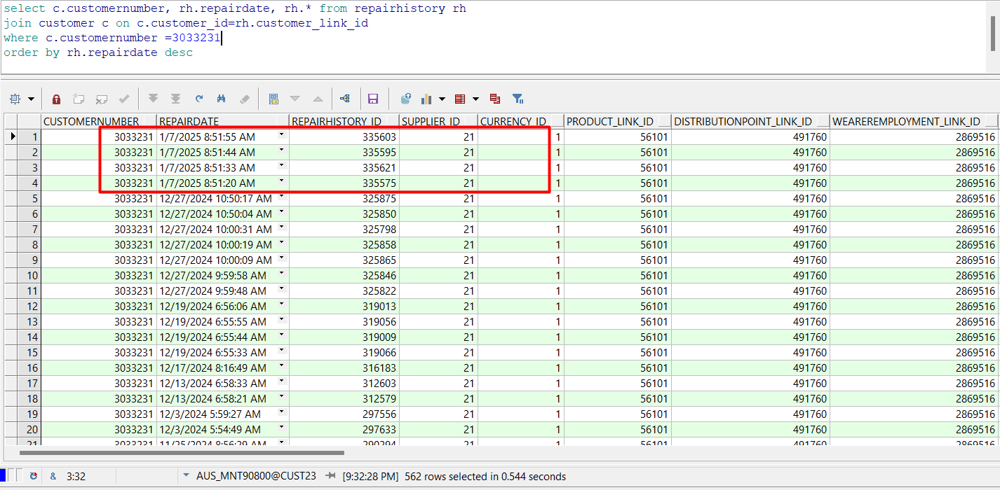 select c.customernumber, rh.repairdate, rh.* from repairhistory rh
join customer c on c.customer_id=rh.customer_link_id
where c.customernumber =3033231
order by rh.repairdate desc
CUSTOMERNUMBER REPAIRDATE REPAIRHISTORY_ID SUPPLIER_ID CURRENCY_ID PRODUCT_LINK_ID DISTRIBUTIONPOINT_LINK_ID WEAREREMPLOYMENT_LINK_ID
1 3033231 1/7/2025 8:51:55 AM 335603 21 1 56101 491760 2869516
2 3033231 1/7/2025 8:51:44 AM 335595 21 1 56101 491760 2869516
3 3033231 1/7/2025 8:51:33 AM 335621 21 1 56101 491760 2869516
4 3033231 1/7/2025 8:51:20 AM 335575 21 1 56101 491760 2869516
5 3033231 12/27/2024 10:50:17 AM 325875 21 1 56101 491760 2869516
6 3033231 12/27/2024 10:50:04 AM 325850 21 1 56101 491760 2869516
7 3033231 12/27/2024 10:00:31 AM 325798 21 1 56101 491760 2869516
8 3033231 12/27/2024 10:00:19 AM 325858 21 1 56101 491760 2869516
9 3033231 12/27/2024 10:00:09 AM 325865 21 1 56101 491760 2869516
10 3033231 12/27/2024 9:59:58 AM 325846 21 1 56101 491760 2869516
11 3033231 12/27/2024 9:59:48 AM 325822 21 1 56101 491760 2869516
12 3033231 12/19/2024 6:56:06 AM 319013 21 1 56101 491760 2869516
13 3033231 12/19/2024 6:55:55 AM 319056 21 1 56101 491760 2869516
14 3033231 12/19/2024 6:55:44 AM 319009 21 1 56101 491760 2869516
15 3033231 12/19/2024 6:55:33 AM 319066 21 1 56101 491760 2869516
16 3033231 12/17/2024 8:16:49 AM 316183 21 1 56101 491760 2869516
17 3033231 12/13/2024 6:58:33 AM 312603 21 1 56101 491760 2869516
18 3033231 12/13/2024 6:58:21 AM 312579 21 1 56101 491760 2869516
19 3033231 12/3/2024 5:59:27 AM 297556 21 1 56101 491760 2869516
20 3033231 12/3/2024 5:54:49 AM 297633 21 1 56101 491760 2869516
21 3033231 11/25/2024 8:56:29 AM 290294 21 1 56101 491760 2869516
& 3:32 AUS_MNT90800@CUST23 [9:32:28 PM] 562 rows selected in 0.544 seconds